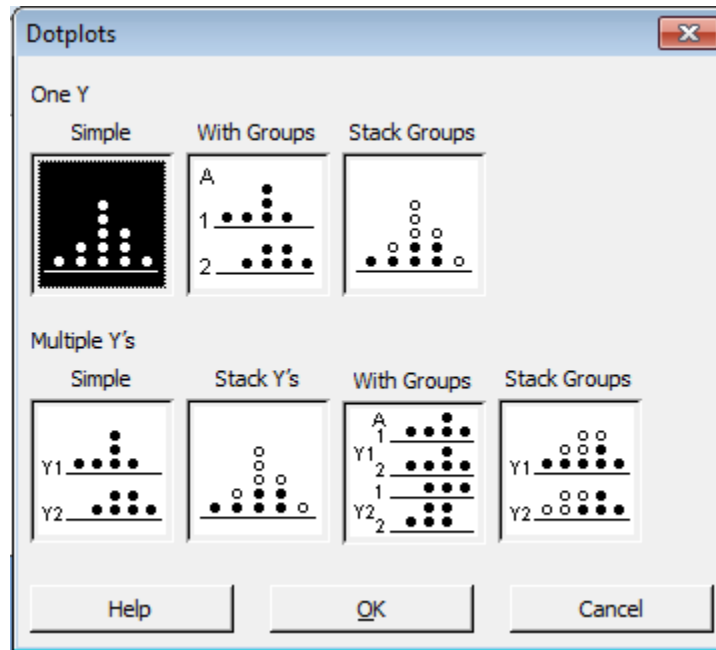 Dotplots
One Y
Simple
With Groups
Stack Groups
A
1
2
Multiple Y's
Simple
Stack Y's
With Groups
Stack Groups
Y1
Y2
A
1
Y1
2
1
Y2
2
Y1
Y2
Help
OK
Cancel